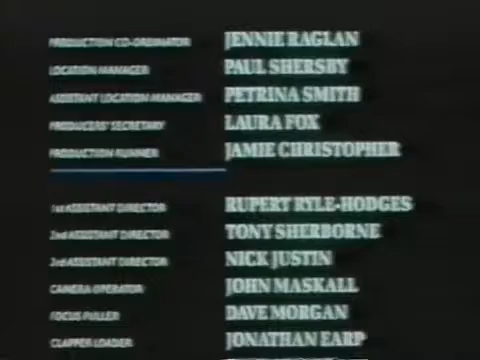 PRODUCTION CO-ORDINATOR JENNIE RAGLAN
LOCATION MANAGER PAUL SHERSBY
ASSISTANT LOCATION MANAGER PETRINA SMITH
PRODUCERS' SECRETARY LAURA FOX
PRODUCTION RUNNER JAMIE CHRISTOPHER
1st ASSISTANT DIRECTOR RUPERT RYLE-HODGES
2nd ASSISTANT DIRECTOR TONY SHERBORNE
3rd ASSISTANT DIRECTOR NICK JUSTIN
CAMERA OPERATOR JOHN MASKALL
FOCUS PULLER DAVE MORGAN
CLAPPER LOADER JONATHAN EARP